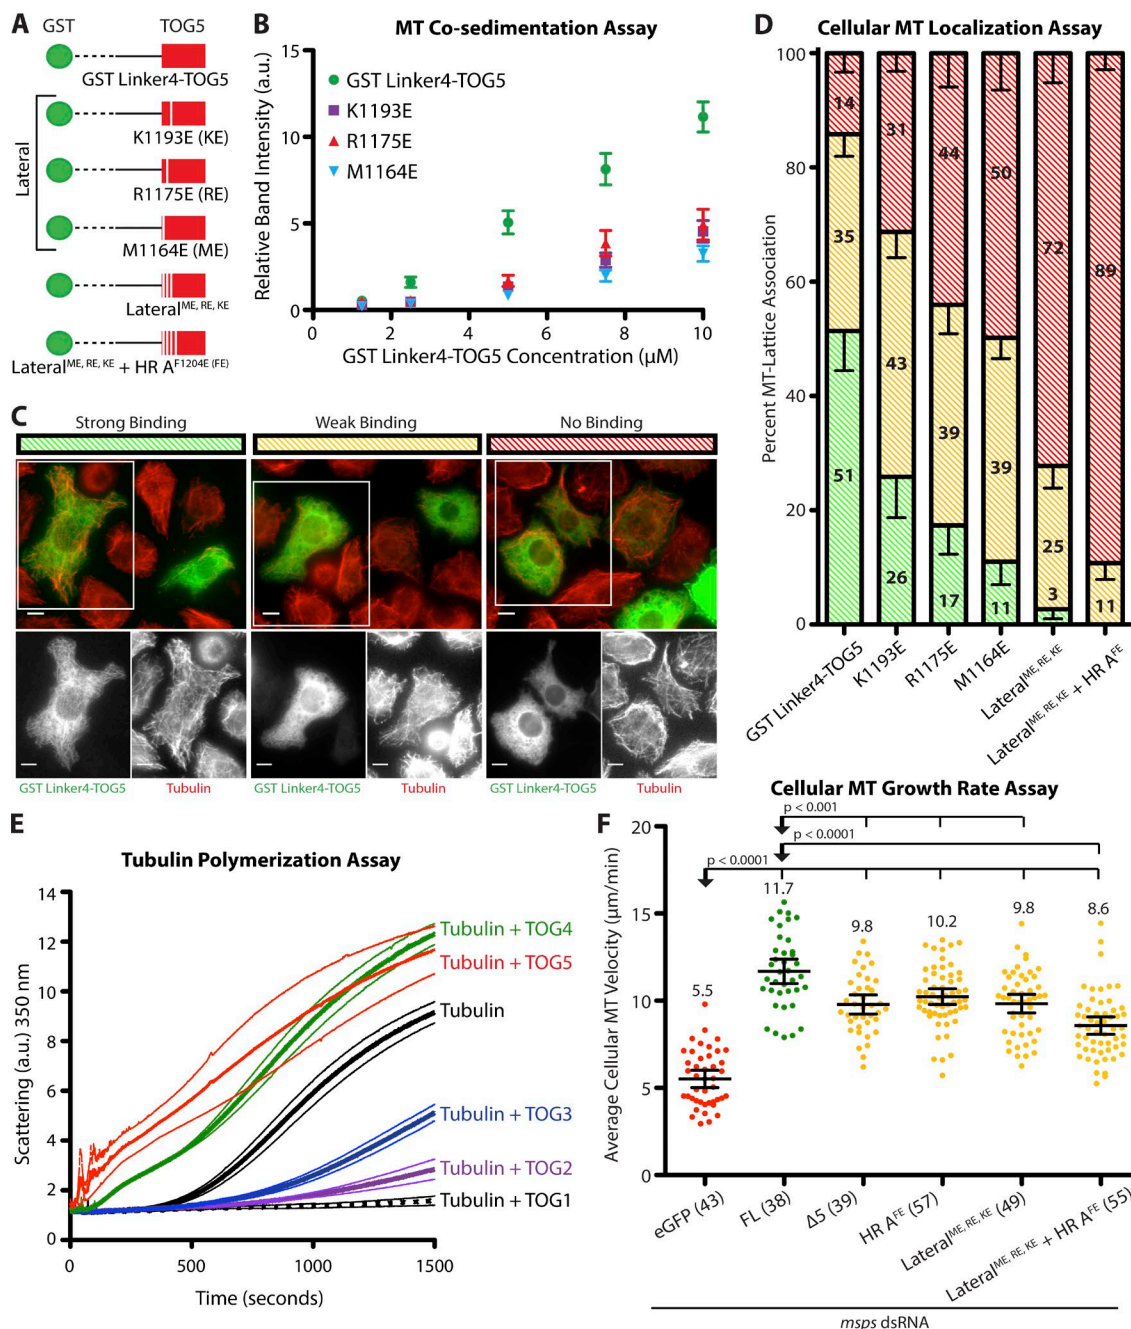 A
GST TOG5
GST Linker4-TOG5
Lateral
K1193E (KE)
R1175E (RE)
M1164E (ME)
Lateral ME, RE, KE
Lateral ME, RE, KE + HR A F1204E (FE)
B
MT Co-sedimentation Assay
Relative Band Intensity (a.u.)
15
10
5
0
GST Linker4-TOG5
K1193E
R1175E
M1164E
0 2 4 6 8 10
GST Linker4-TOG5 Concentration (µM)
C
Strong Binding Weak Binding No Binding
GST Linker4-TOG5 Tubulin GST Linker4-TOG5 Tubulin GST Linker4-TOG5 Tubulin
D
Cellular MT Localization Assay
Percent MT-Lattice Association
100
80
60
40
20
0
14
35
51
31
43
26
44
39
17
50
39
11
72
25
3
89
11
GST Linker4-TOG5
K1193E
R1175E
M1164E
Lateral ME, RE, KE
Lateral ME, RE, KE + HR A FE
E
Tubulin Polymerization Assay
Scattering (a.u.) 350 nm
14
12
10
8
6
4
2
0
Tubulin + TOG4
Tubulin + TOG5
Tubulin
Tubulin + TOG3
Tubulin + TOG2
Tubulin + TOG1
0 500 1000 1500
Time (seconds)
F
Cellular MT Growth Rate Assay
Average Cellular MT Velocity (µm/min)
20
15
10
5
0
p < 0.001
p < 0.0001
p < 0.0001
5.5
11.7
9.8
10.2
9.8
8.6
eGFP (43)
FL (38)
Δ5 (39)
HR A FE (57)
Lateral ME, RE, KE (49)
Lateral ME, RE, KE + HR A FE (55)
msps dsRNA